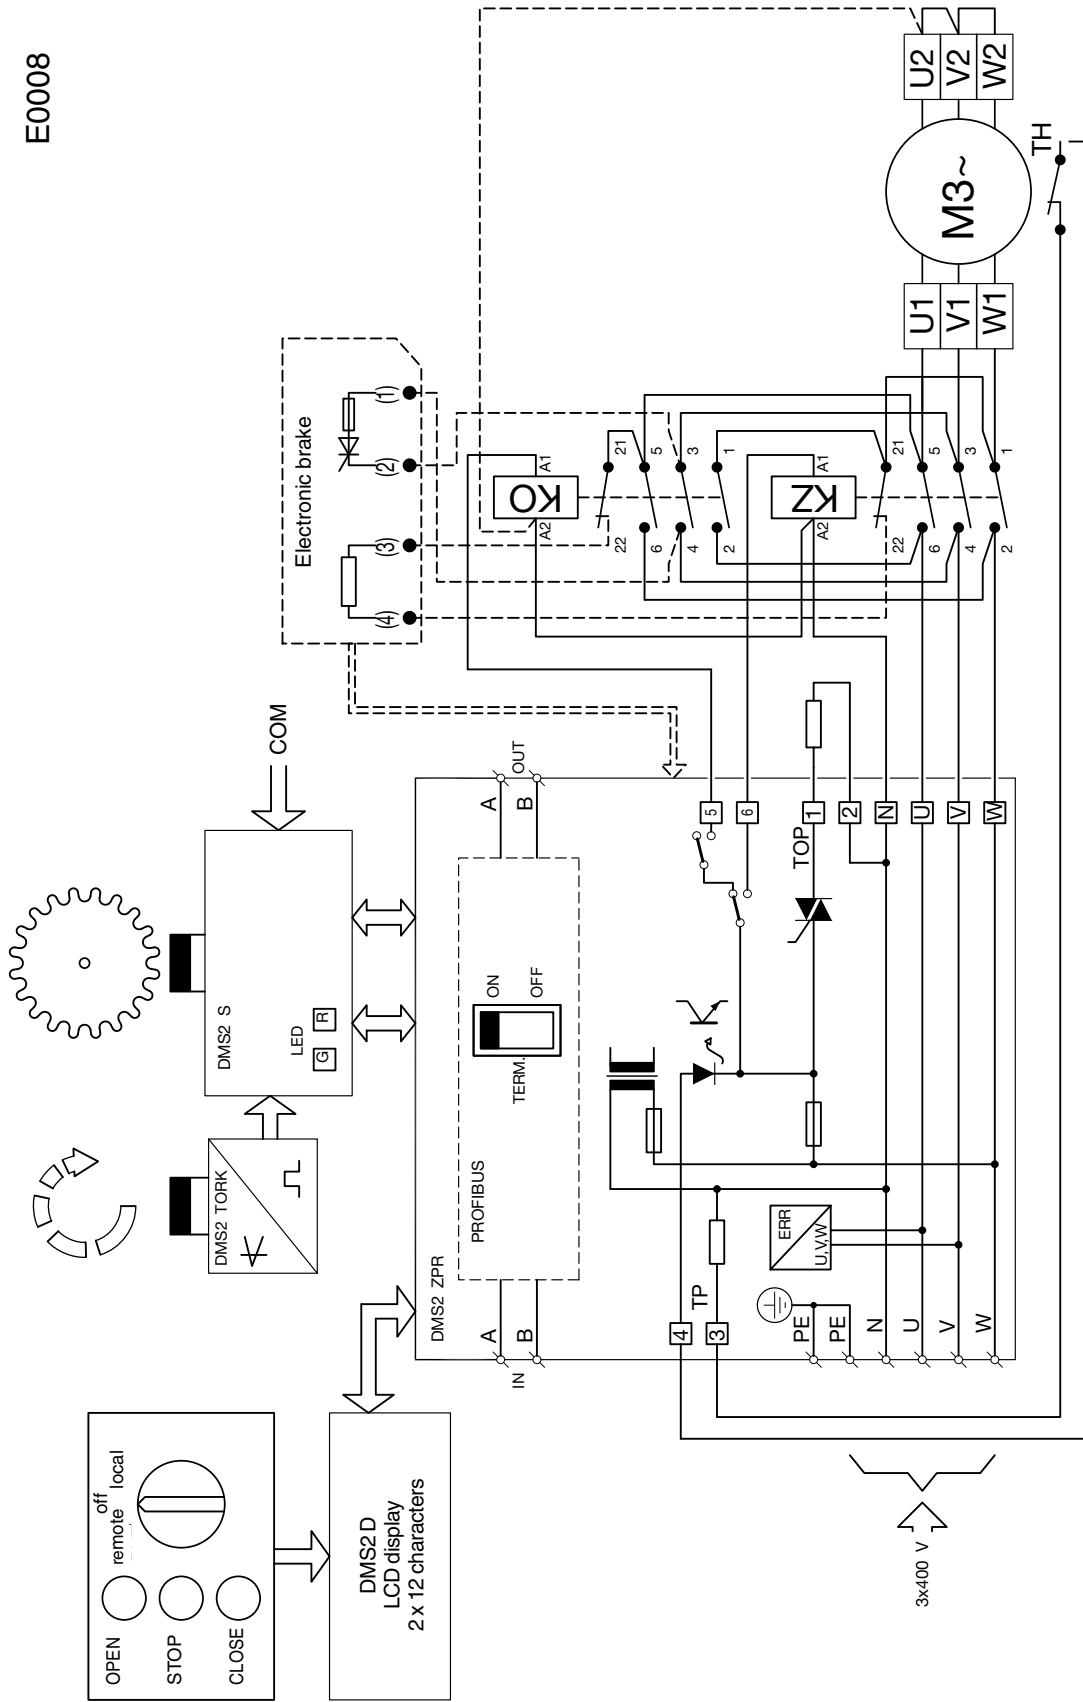 E0008
OPEN
STOP
CLOSE
remote
off
local
DMS2 D
LCD display
2 x 12 characters
DMS2 TORK
DMS2 S
LED
G
R
COM
Electronic brake
(4)
(3)
(2)
(1)
DMS2 ZPR
PROFIBUS
TERM.
ON
OFF
IN
A
B
A
B
OUT
4
3
TP
5
6
TOP
1
2
N
U
V
W
ERR
U,V,W
PE
PE
N
U
V
W
3x400 V
KO
A2
A1
22
21
6
5
4
3
2
1
KZ
A2
A1
22
21
6
5
4
3
2
1
U1
V1
W1
M3~
U2
V2
W2
TH